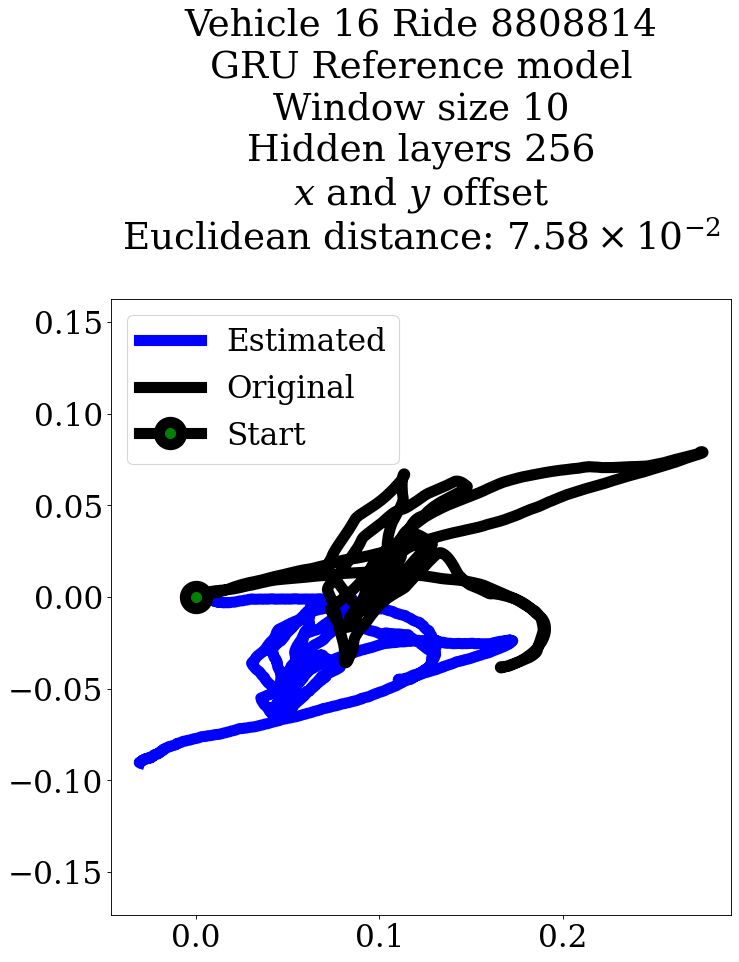 Vehicle 16 Ride 8808814
GRU Reference model
Window size 10
Hidden layers 256
x and y offset
Euclidean distance: 7.58 × 10⁻²
Estimated
Original
Start
0.15
0.10
0.05
0.00
−0.05
−0.10
−0.15
0.0 0.1 0.2